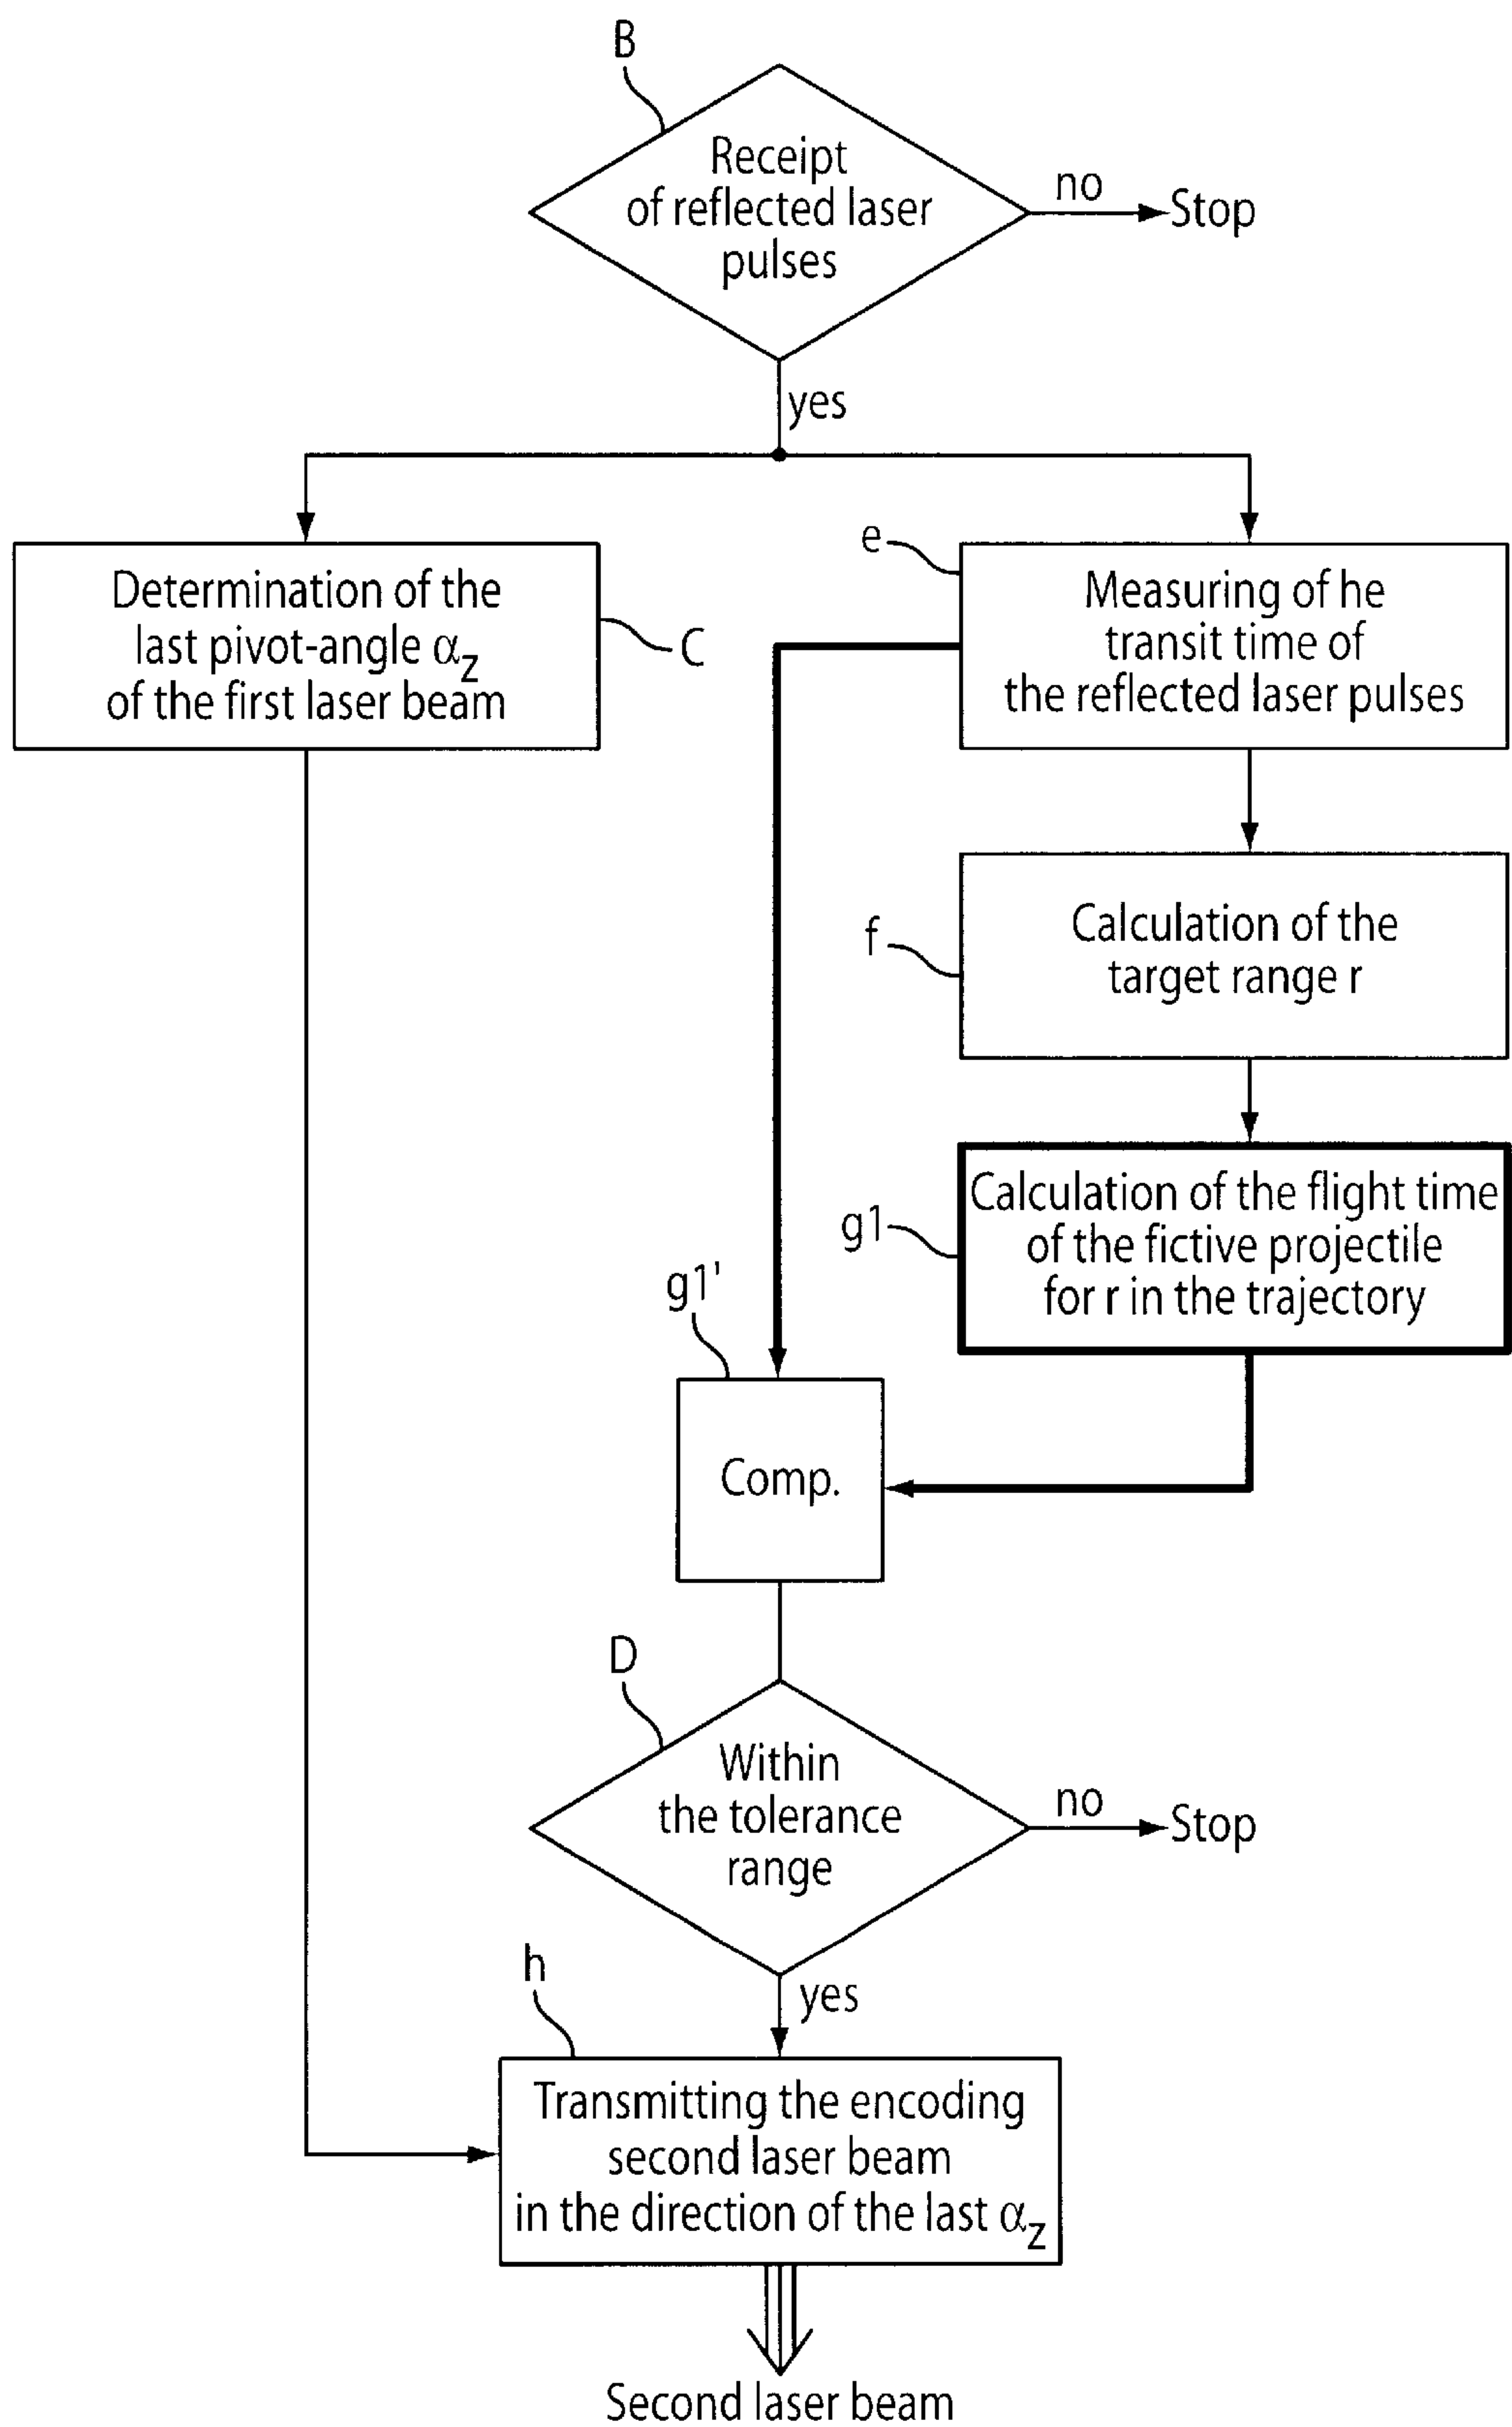 B
Receipt
of reflected laser
pulses
no
Stop
yes
Determination of the
last pivot-angle αz
of the first laser beam
C
e
Measuring of he
transit time of
the reflected laser pulses
f
Calculation of the
target range r
g1
Calculation of the flight time
of the fictive projectile
for r in the trajectory
g1'
Comp.
D
Within
the tolerance
range
no
Stop
yes
h
Transmitting the encoding
second laser beam
in the direction of the last αz
Second laser beam